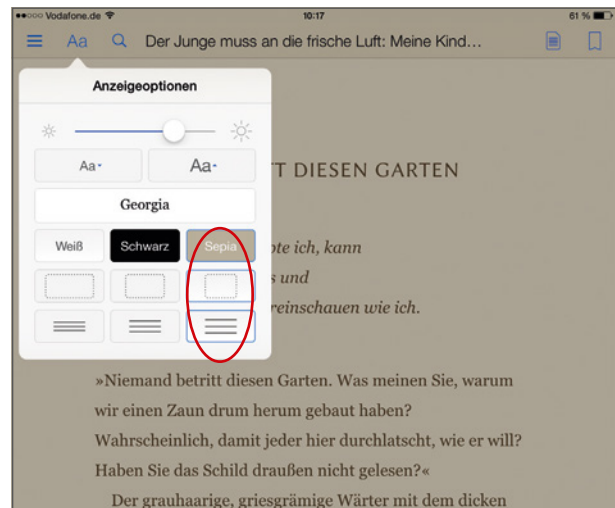 Vodafone.de 10:17 61 %
Aa Der Junge muss an die frische Luft: Meine Kind…
Anzeigeoptionen
Aa Aa
Georgia
Weiß Schwarz Sepia
TT DIESEN GARTEN
ich, kann
und
reinschauen wie ich.
»Niemand betritt diesen Garten. Was meinen Sie, warum
wir einen Zaun drum herum gebaut haben?
Wahrscheinlich, damit jeder hier durchlatscht, wie er will?
Haben Sie das Schild draußen nicht gelesen?«
Der grauhaarige, griesgrämige Wärter mit dem dicken